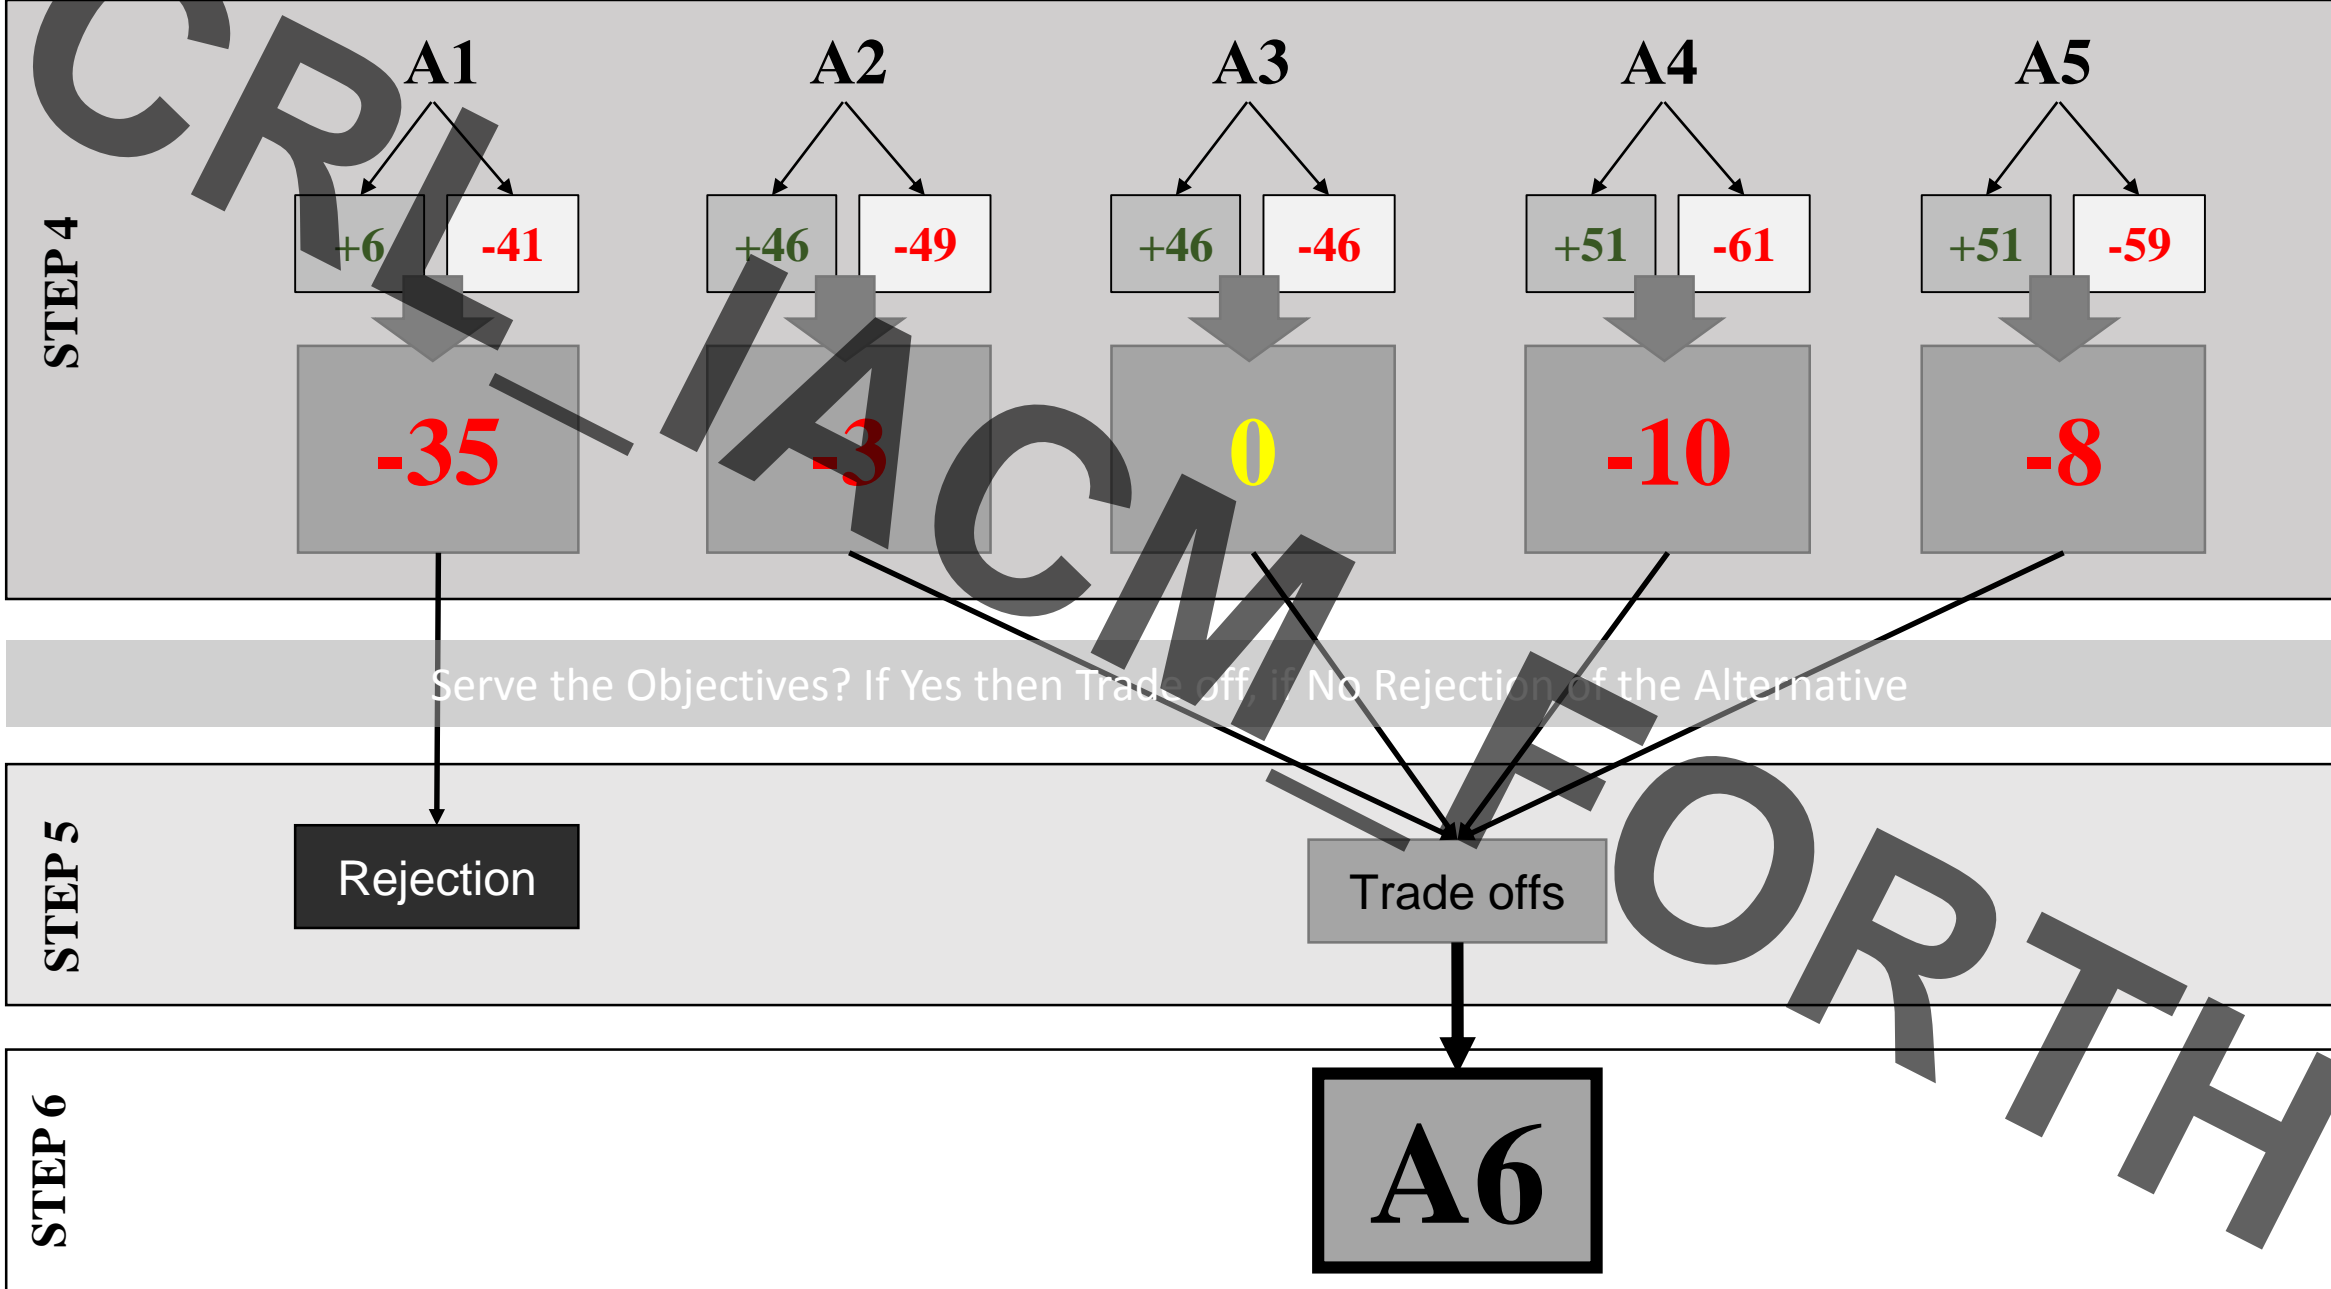 A1 A2 A3 A4 A5
STEP 4
+6 -41 +46 -49 +46 -46 +51 -61 +51 -59
-35 -3 0 -10 -8
Serve the Objectives? If Yes then Trade off, if No Rejection of the Alternative
STEP 5
Rejection
Trade offs
STEP 6
A6
CRL_IACM_FORTH